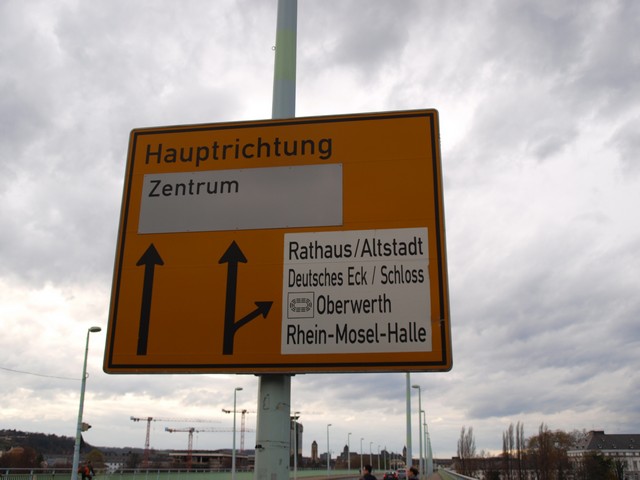 Hauptrichtung
Zentrum
Rathaus/Altstadt
Deutsches Eck / Schloss
Oberwerth
Rhein-Mosel-Halle